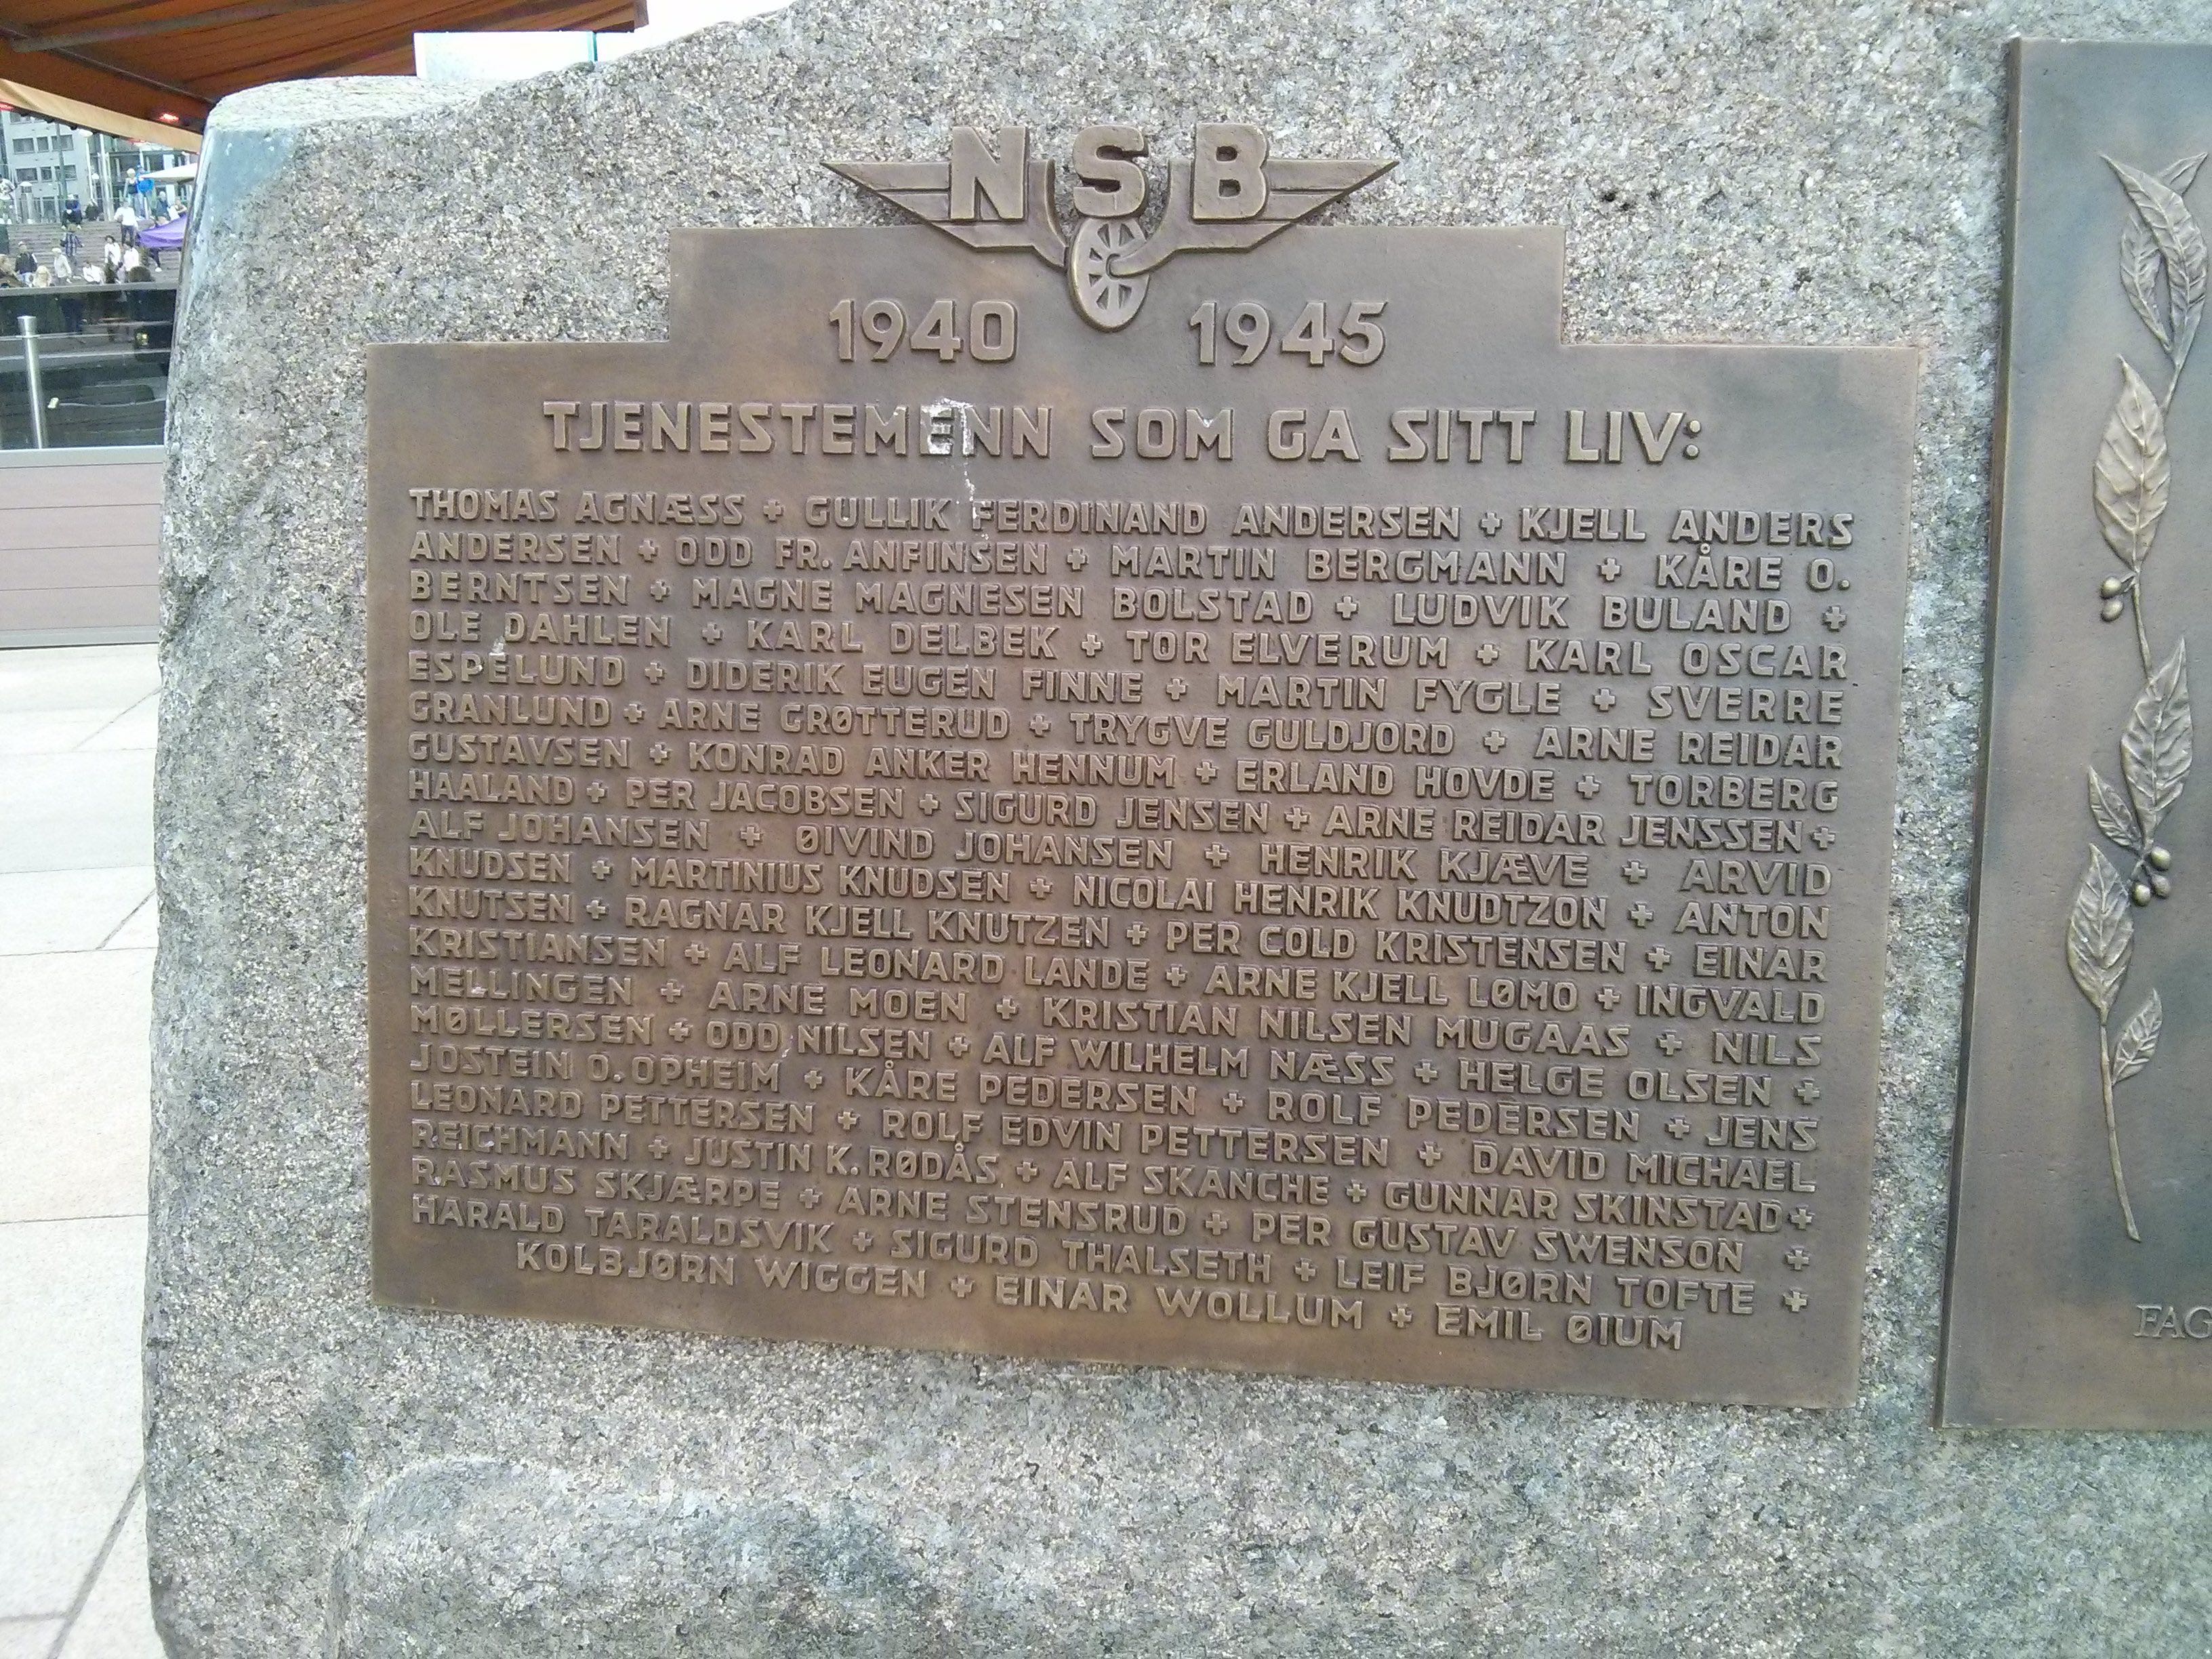 NSB
1940 1945
TJENESTEMENN SOM GA SITT LIV:
THOMAS AGNÆSS + GULLIK FERDINAND ANDERSEN + KJELL ANDERS
ANDERSEN + ODD FR. ANFINSEN + MARTIN BERGMANN + KÅRE O.
BERNTSEN + MAGNE MAGNESEN BOLSTAD + LUDVIK BULAND +
OLE DAHLEN + KARL DELBEK + TOR ELVERUM + KARL OSCAR
ESPELUND + DIDERIK EUGEN FINNE + MARTIN FYGLE + SVERRE
GRANLUND + ARNE GRØTTERUD + TRYGVE GULDJORD + ARNE REIDAR
GUSTAVSEN + KONRAD ANKER HENNUM + ERLAND HOVDE + TORBERG
HAALAND + PER JACOBSEN + SIGURD JENSEN + ARNE REIDAR JENSSEN +
ALF JOHANSEN + ØIVIND JOHANSEN + HENRIK KJÆVE + ARVID
KNUDSEN + MARTINIUS KNUDSEN + NICOLAI HENRIK KNUDTZON + ANTON
KNUTSEN + RAGNAR KJELL KNUTZEN + PER COLD KRISTENSEN + EINAR
KRISTIANSEN + ALF LEONARD LANDE + ARNE KJELL LØMO + INGVALD
MELLINGEN + ARNE MOEN + KRISTIAN NILSEN MUGAAS + NILS
MØLLERSEN + ODD NILSEN + ALF WILHELM NÆSS + HELGE OLSEN +
JOSTEIN O. OPHEIM + KÅRE PEDERSEN + ROLF PEDERSEN + JENS
LEONARD PETTERSEN + ROLF EDVIN PETTERSEN + DAVID MICHAEL
REICHMANN + JUSTIN K. RØDÅS + ALF SKANCHE + GUNNAR SKINSTAD +
RASMUS SKJÆRPE + ARNE STENSRUD + PER GUSTAV SWENSON +
HARALD TARALDSVIK + SIGURD THALSETH + LEIF BJØRN TOFTE +
KOLBJØRN WIGGEN + EINAR WOLLUM + EMIL ØIUM
FAG